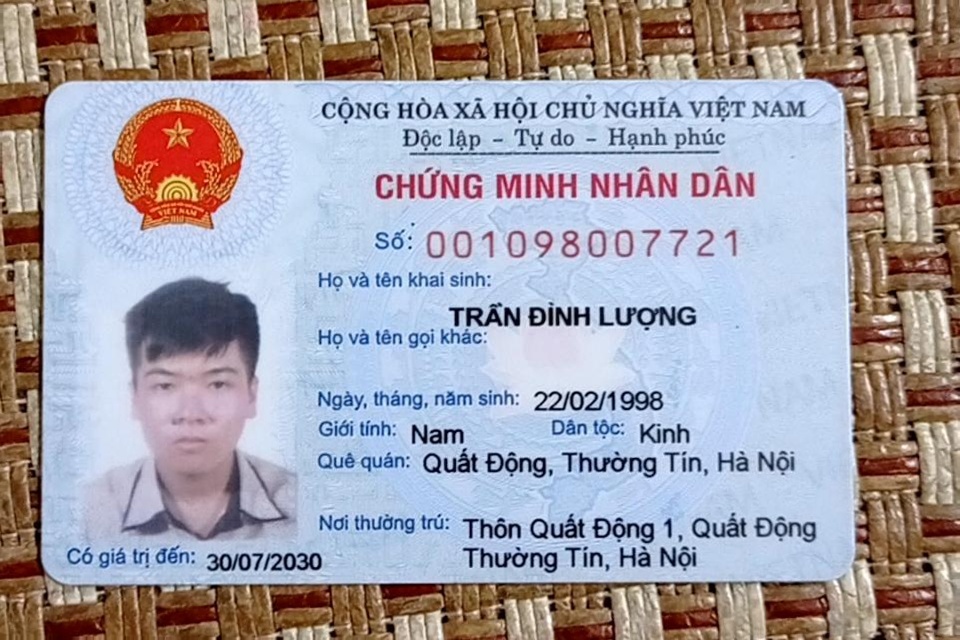 CỘNG HÒA XÃ HỘI CHỦ NGHĨA VIỆT NAM
Độc lập - Tự do - Hạnh phúc
CHỨNG MINH NHÂN DÂN
Số: 001098007721
Họ và tên khai sinh:
TRẦN ĐÌNH LƯỢNG
Họ và tên gọi khác:
Ngày, tháng, năm sinh: 22/02/1998
Giới tính: Nam Dân tộc: Kinh
Quê quán: Quất Động, Thường Tín, Hà Nội
Nơi thường trú: Thôn Quất Động 1, Quất Động
Thường Tín, Hà Nội
Có giá trị đến: 30/07/2030
VIỆT NAM